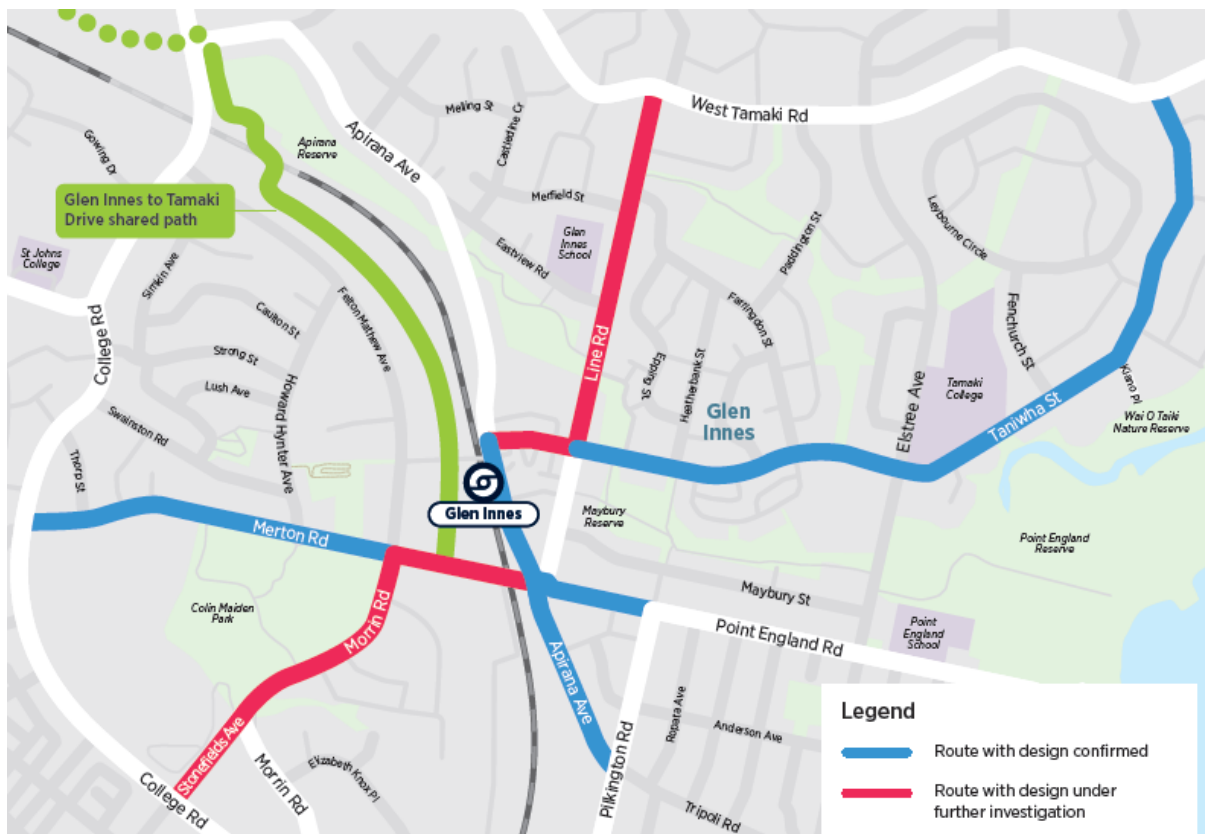 West Tamaki Rd
Melling St
Castledine Cr
Apirana
Reserve
Apirana Ave
Gowing Dr
Merfield St
Glen Innes to Tamaki
Drive shared path
Glen
Innes
School
Paddington St
Leybourne Circle
St Johns
College
Simkin Ave
Eastview Rd
Felton Mathew Ave
Caulton St
Farringdon St
Fenchurch St
Line Rd
College Rd
Strong St
Epping St.
Heatherbank St
Lush Ave
Howard Hynter Ave
Elstree Ave
Tamaki
College
Kiano Pl
Taniwha St
Glen
Innes
Wai O Taiki
Nature Reserve
Swainston Rd
Thorp St
Glen Innes
Maybury
Reserve
Merton Rd
Point England
Reserve
Maybury St
Colin Maiden
Park
Morrin Rd
Point England Rd
Point
England
School
Apirana Ave
Ropara Ave
Anderson Ave
Stonefields Ave
Morrin Rd
Elizabeth Knox Pl
College Rd
Pilkington Rd
Tripoli Rd
Legend
Route with design confirmed
Route with design under
further investigation